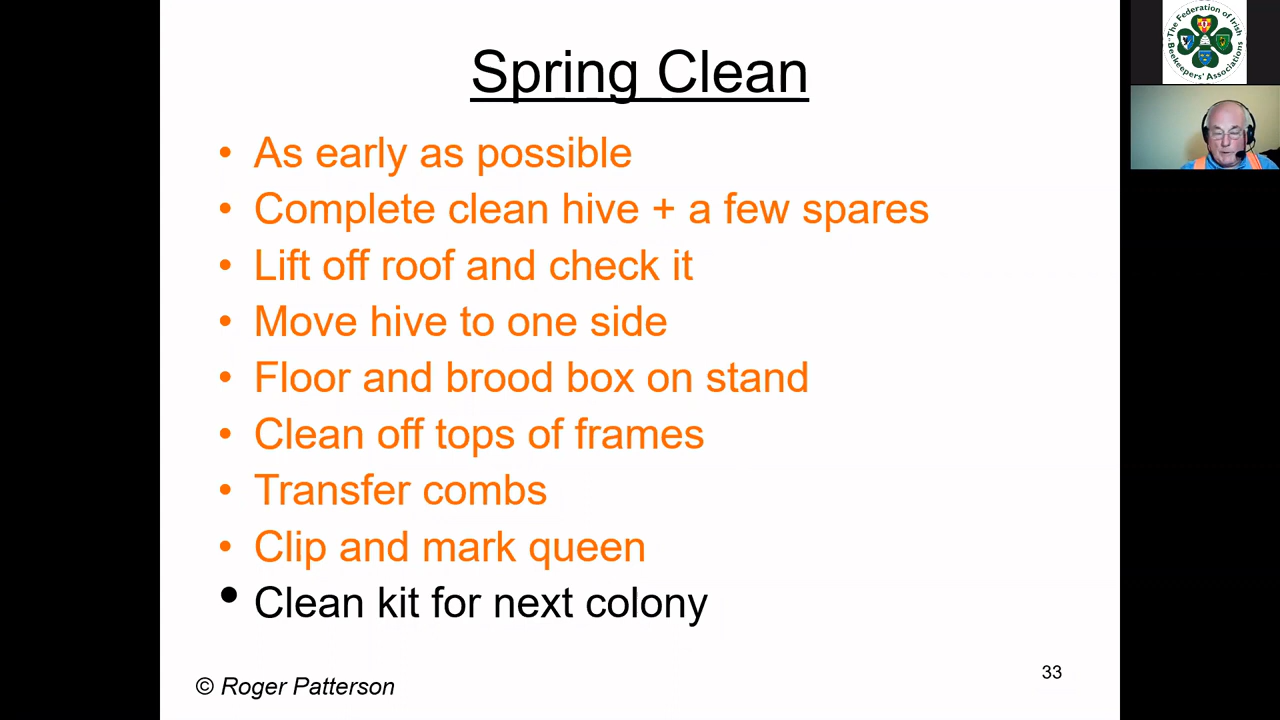 Spring Clean
• As early as possible
• Complete clean hive + a few spares
• Lift off roof and check it
• Move hive to one side
• Floor and brood box on stand
• Clean off tops of frames
• Transfer combs
• Clip and mark queen
• Clean kit for next colony
© Roger Patterson
33
The Federation of Irish
Beekeepers' Associations